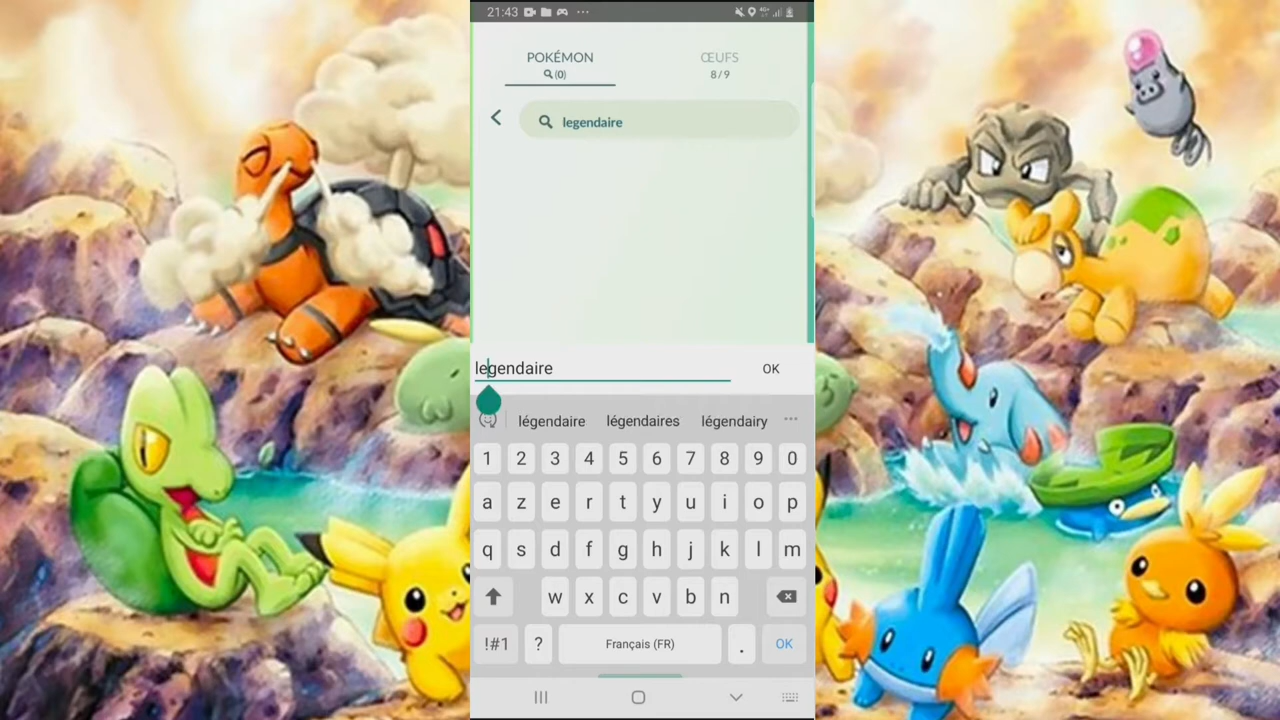 21:43
4G+
POKÉMON
(0)
ŒUFS
8/9
legendaire
legendaire
OK
légendaire légendaires légendairy
1 2 3 4 5 6 7 8 9 0
a z e r t y u i o p
q s d f g h j k l m
w x c v b n
!#1 ? Français (FR) . OK